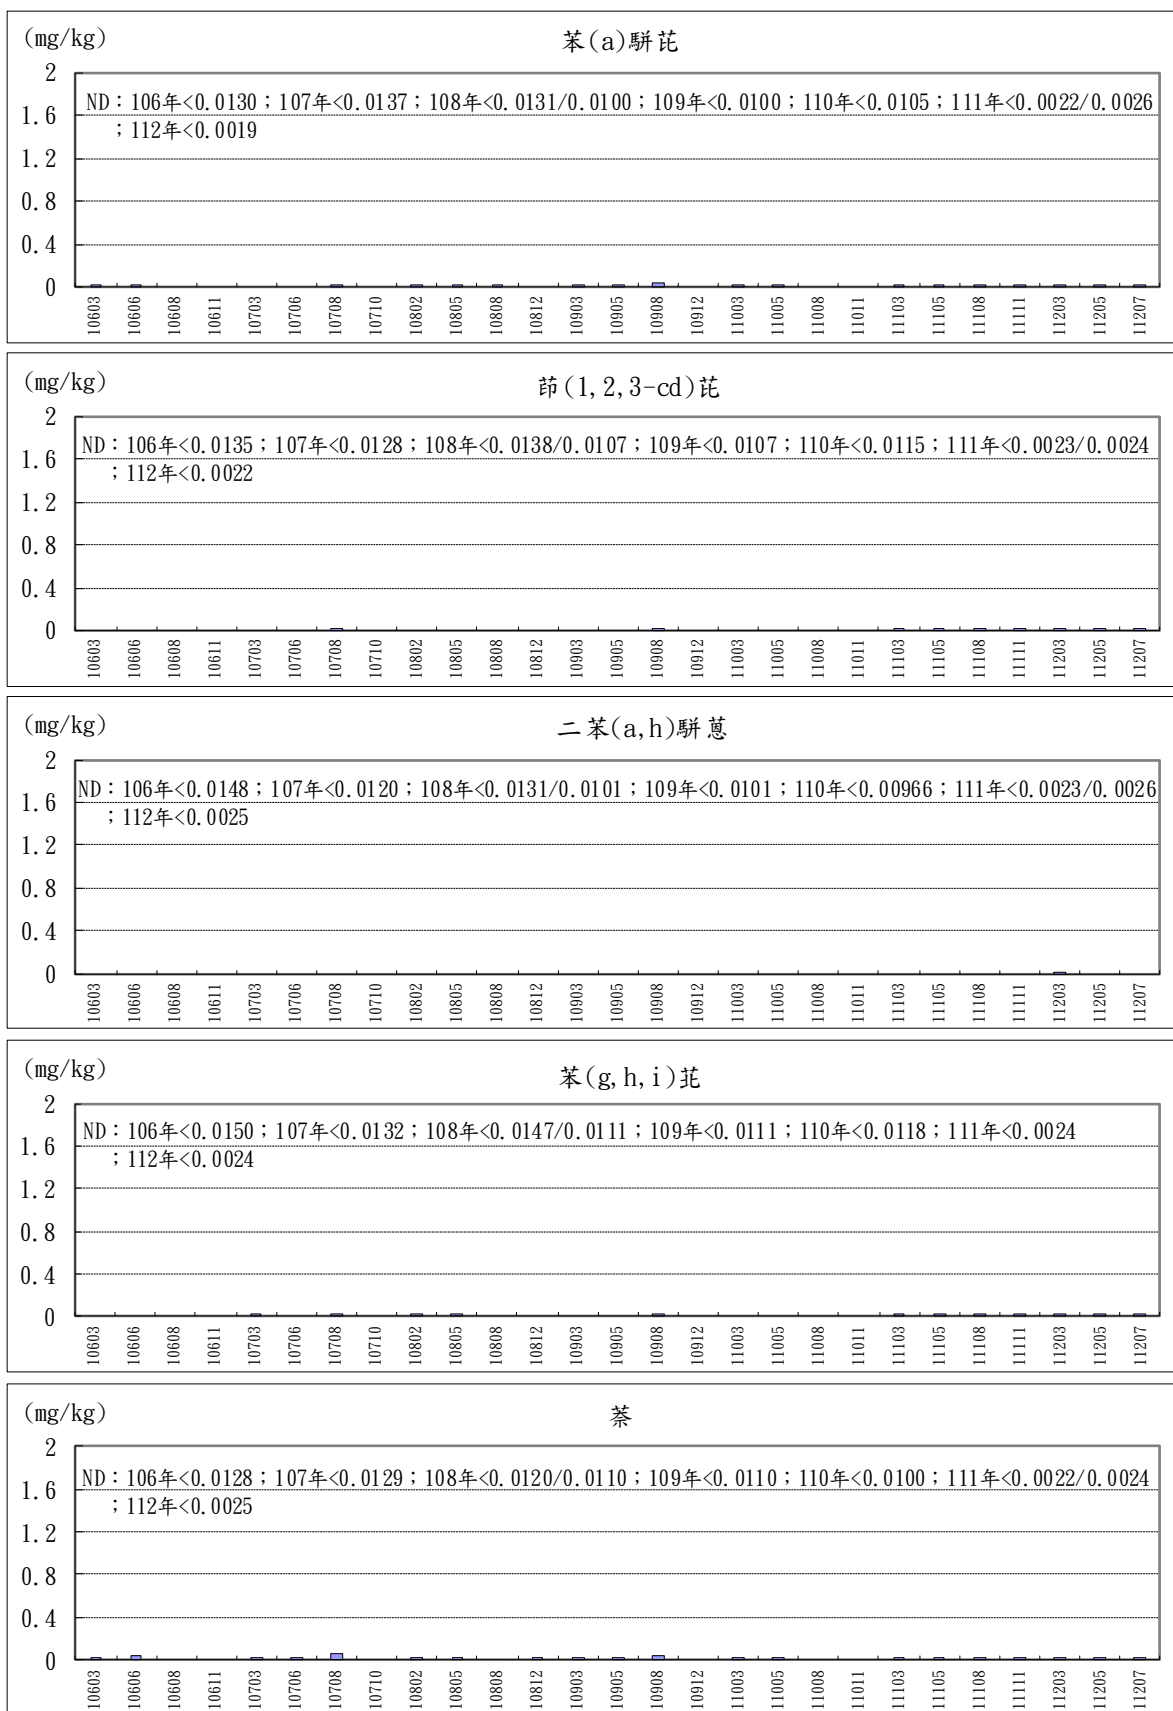 (mg/kg)
苯(a)駢芘
2
ND：106年<0.0130；107年<0.0137；108年<0.0131/0.0100；109年<0.0100；110年<0.0105；111年<0.0022/0.0026
1.6
；112年<0.0019
1.2
0.8
0.4
0
10603 10606 10608 10611 10703 10706 10708 10710 10802 10805 10808 10812 10903 10905 10908 10912 11003 11005 11008 11011 11103 11105 11108 11111 11203 11205 11207
(mg/kg)
茚(1,2,3-cd)芘
2
ND：106年<0.0135；107年<0.0128；108年<0.0138/0.0107；109年<0.0107；110年<0.0115；111年<0.0023/0.0024
1.6
；112年<0.0022
1.2
0.8
0.4
0
10603 10606 10608 10611 10703 10706 10708 10710 10802 10805 10808 10812 10903 10905 10908 10912 11003 11005 11008 11011 11103 11105 11108 11111 11203 11205 11207
(mg/kg)
二苯(a,h)駢蒽
2
ND：106年<0.0148；107年<0.0120；108年<0.0131/0.0101；109年<0.0101；110年<0.00966；111年<0.0023/0.0026
1.6
；112年<0.0025
1.2
0.8
0.4
0
10603 10606 10608 10611 10703 10706 10708 10710 10802 10805 10808 10812 10903 10905 10908 10912 11003 11005 11008 11011 11103 11105 11108 11111 11203 11205 11207
(mg/kg)
苯(g,h,i)苝
2
ND：106年<0.0150；107年<0.0132；108年<0.0147/0.0111；109年<0.0111；110年<0.0118；111年<0.0024
1.6
；112年<0.0024
1.2
0.8
0.4
0
10603 10606 10608 10611 10703 10706 10708 10710 10802 10805 10808 10812 10903 10905 10908 10912 11003 11005 11008 11011 11103 11105 11108 11111 11203 11205 11207
(mg/kg)
萘
2
ND：106年<0.0128；107年<0.0129；108年<0.0120/0.0110；109年<0.0110；110年<0.0100；111年<0.0022/0.0024
1.6
；112年<0.0025
1.2
0.8
0.4
0
10603 10606 10608 10611 10703 10706 10708 10710 10802 10805 10808 10812 10903 10905 10908 10912 11003 11005 11008 11011 11103 11105 11108 11111 11203 11205 11207